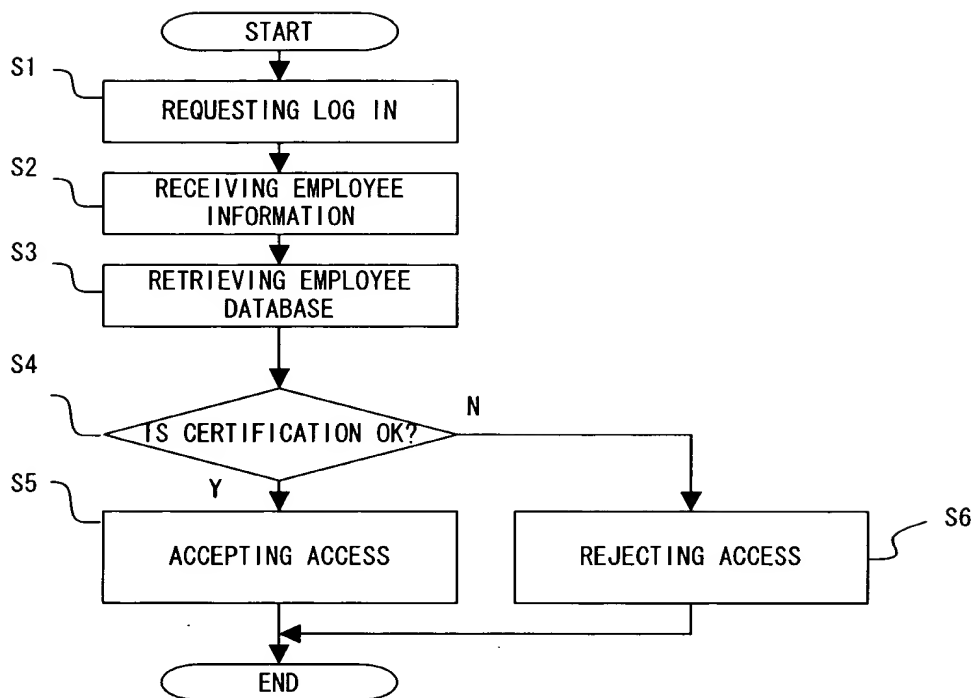 START
S1
REQUESTING LOG IN
S2
RECEIVING EMPLOYEE
INFORMATION
S3
RETRIEVING EMPLOYEE
DATABASE
S4
IS CERTIFICATION OK?
N
Y
S5
ACCEPTING ACCESS
REJECTING ACCESS
S6
END